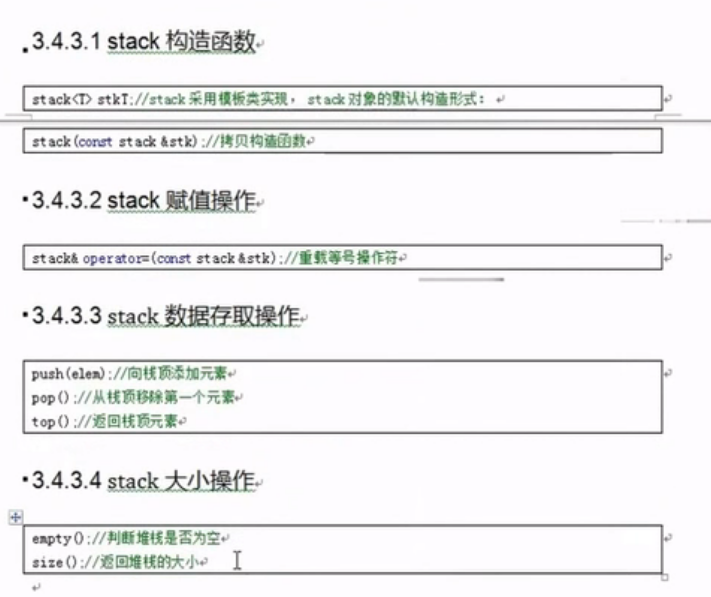 3.4.3.1 stack 构造函数
stack<T> stkT;//stack 采用模板类实现， stack 对象的默认构造形式：
stack(const stack &stk);//拷贝构造函数
3.4.3.2 stack 赋值操作
stack& operator=(const stack &stk);//重载等号操作符
3.4.3.3 stack 数据存取操作
push(elem);//向栈顶添加元素
pop();//从栈顶移除第一个元素
top();//返回栈顶元素
3.4.3.4 stack 大小操作
empty();//判断堆栈是否为空
size();//返回堆栈的大小